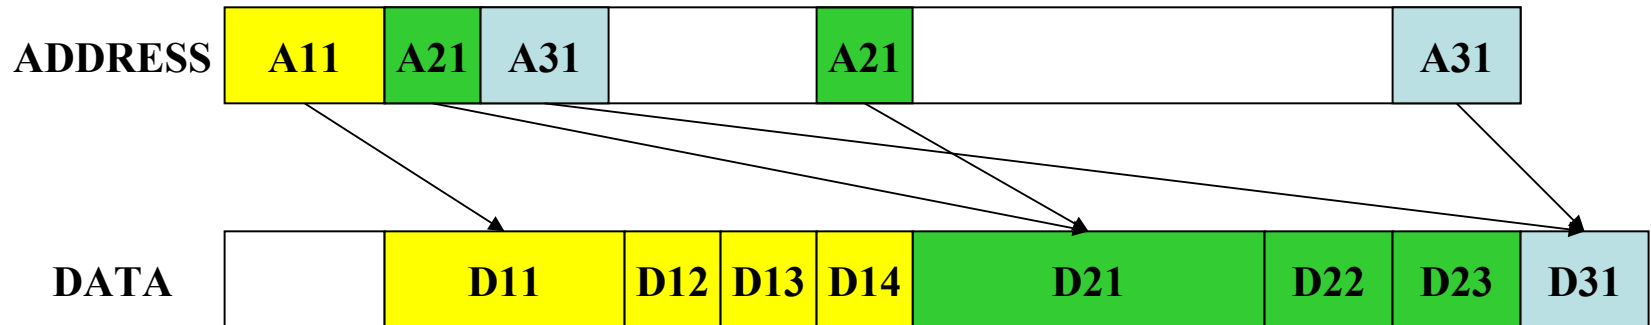 ADDRESS A11 A21 A31 A21 A31
DATA D11 D12 D13 D14 D21 D22 D23 D31